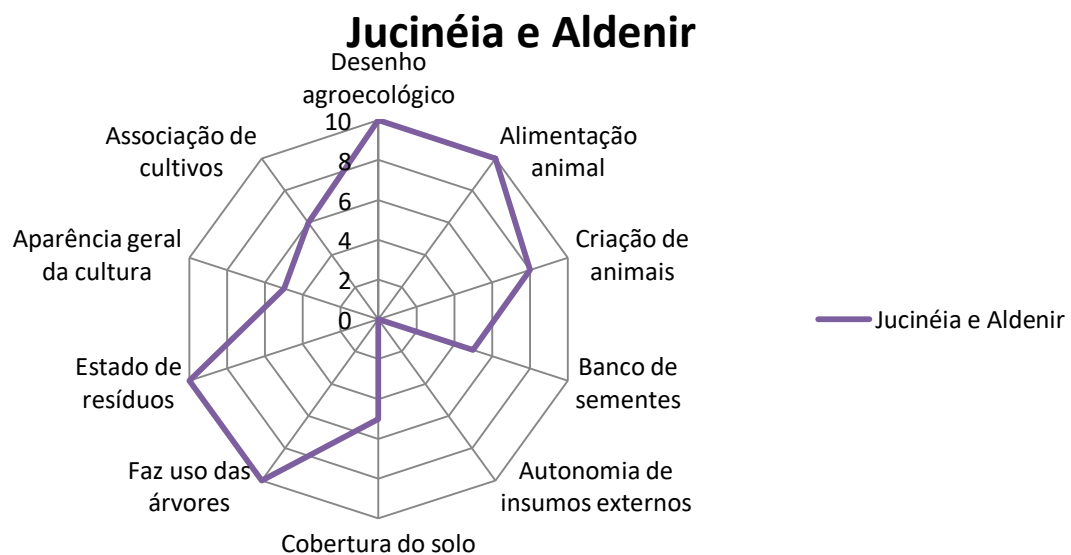 Jucinéia e Aldenir
Desenho
agroecológico
Alimentação
animal
Criação de
animais
Banco de
sementes
Autonomia de
insumos externos
Cobertura do solo
Faz uso das
árvores
Estado de
resíduos
Aparência geral
da cultura
Associação de
cultivos
10
8
6
4
2
0
Jucinéia e Aldenir